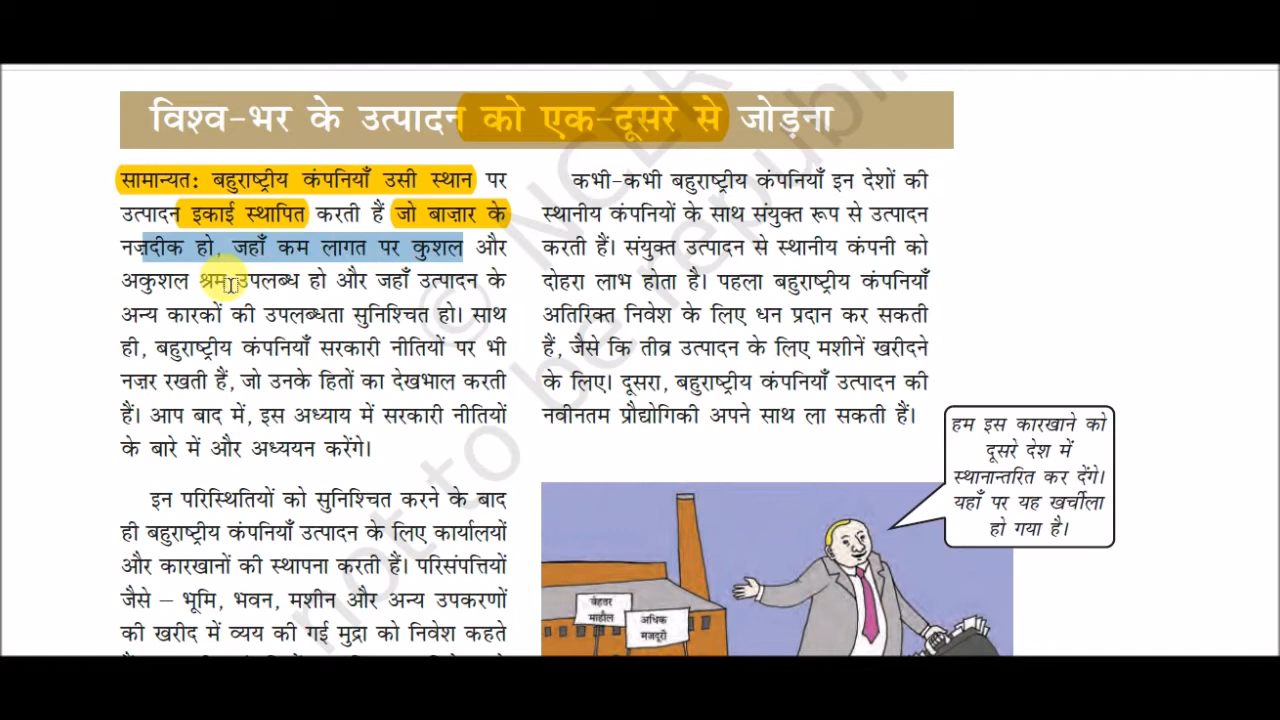 विश्व-भर के उत्पादन को एक-दूसरे से जोड़ना
सामान्यत: बहुराष्ट्रीय कंपनियाँ उसी स्थान पर
उत्पादन इकाई स्थापित करती हैं जो बाज़ार के
नज़दीक हो, जहाँ कम लागत पर कुशल और
अकुशल श्रम उपलब्ध हो और जहाँ उत्पादन के
अन्य कारकों की उपलब्धता सुनिश्चित हो। साथ
ही, बहुराष्ट्रीय कंपनियाँ सरकारी नीतियों पर भी
नज़र रखती हैं, जो उनके हितों का देखभाल करती
हैं। आप बाद में, इस अध्याय में सरकारी नीतियों
के बारे में और अध्ययन करेंगे।
इन परिस्थितियों को सुनिश्चित करने के बाद
ही बहुराष्ट्रीय कंपनियाँ उत्पादन के लिए कार्यालयों
और कारखानों की स्थापना करती हैं। परिसंपत्तियों
जैसे – भूमि, भवन, मशीन और अन्य उपकरणों
की खरीद में व्यय की गई मुद्रा को निवेश कहते
कभी-कभी बहुराष्ट्रीय कंपनियाँ इन देशों की
स्थानीय कंपनियों के साथ संयुक्त रूप से उत्पादन
करती हैं। संयुक्त उत्पादन से स्थानीय कंपनी को
दोहरा लाभ होता है। पहला बहुराष्ट्रीय कंपनियाँ
अतिरिक्त निवेश के लिए धन प्रदान कर सकती
हैं, जैसे कि तीव्र उत्पादन के लिए मशीनें खरीदने
के लिए। दूसरा, बहुराष्ट्रीय कंपनियाँ उत्पादन की
नवीनतम प्रौद्योगिकी अपने साथ ला सकती हैं।
हम इस कारखाने को
दूसरे देश में
स्थानान्तरित कर देंगे।
यहाँ पर यह खर्चीला
हो गया है।
बेहतर
माहौल
अधिक
मजदूरी
not to be republi